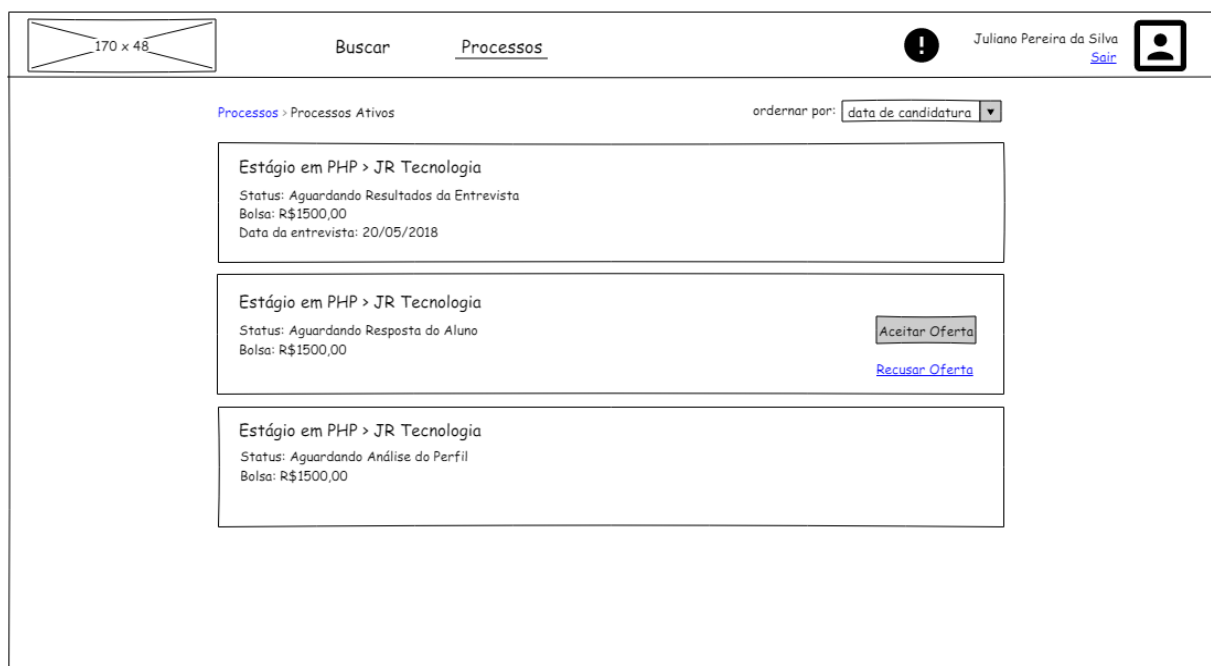 170 x 48
Buscar
Processos
Juliano Pereira da Silva
Sair
Processos > Processos Ativos
ordernar por: data de candidatura
Estágio em PHP > JR Tecnologia
Status: Aguardando Resultados da Entrevista
Bolsa: R$1500,00
Data da entrevista: 20/05/2018
Estágio em PHP > JR Tecnologia
Status: Aguardando Resposta do Aluno
Bolsa: R$1500,00
Aceitar Oferta
Recusar Oferta
Estágio em PHP > JR Tecnologia
Status: Aguardando Análise do Perfil
Bolsa: R$1500,00